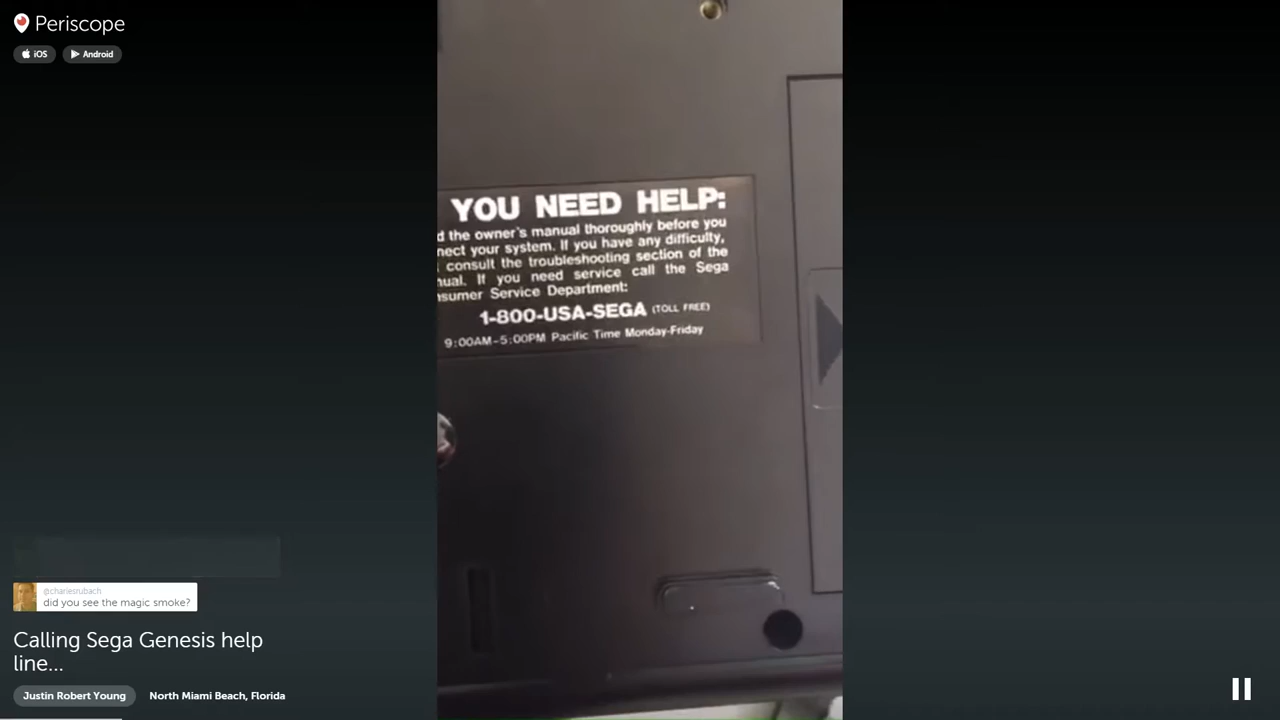 Periscope
iOS
Android
YOU NEED HELP:
d the owner's manual thoroughly before you
nect your system. If you have any difficulty,
consult the troubleshooting section of the
nual. If you need service call the Sega
nsumer Service Department:
1-800-USA-SEGA (TOLL FREE)
9:00AM-5:00PM Pacific Time Monday-Friday
@charlesrubach
did you see the magic smoke?
Calling Sega Genesis help
line...
Justin Robert Young
North Miami Beach, Florida